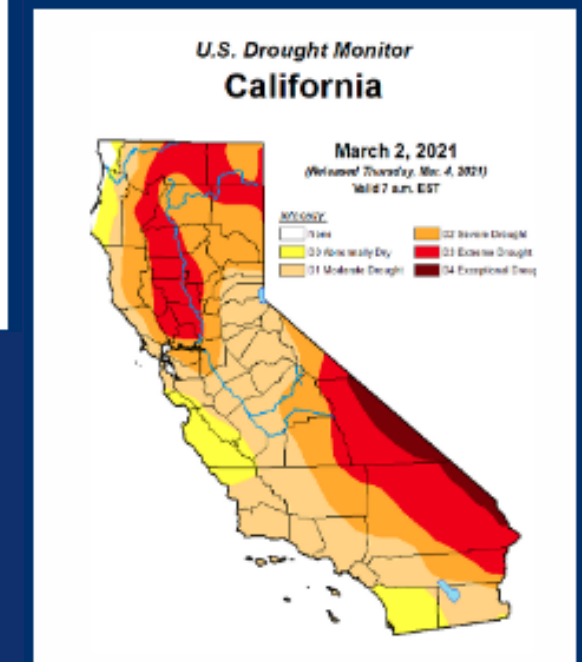 U.S. Drought Monitor
California
March 2, 2021
(Released Thursday, Mar. 4, 2021)
Valid 7 a.m. EST
Intensity:
None
D0 Abnormally Dry
D1 Moderate Drought
D2 Severe Drought
D3 Extreme Drought
D4 Exceptional Droug